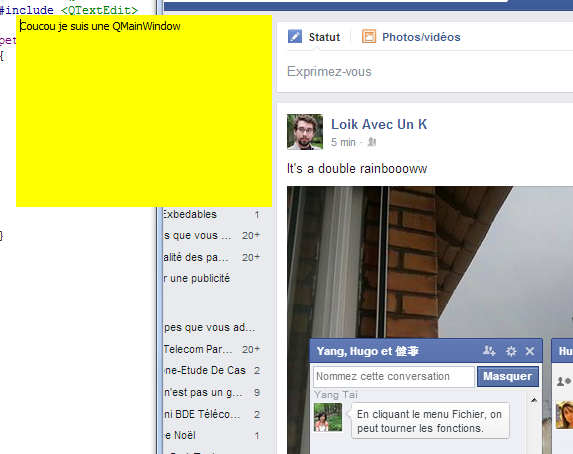 #include <QTextEdit>
Coucou je suis une QMainWindow
pet
{
}
Statut
Photos/vidéos
Exprimez-vous
Loik Avec Un K
5 min ·
It's a double rainboooww
Exbedables 1
s que vous ... 20+
alité des pa... 20+
r une publicité
pes que vous ad...
Telecom Par... 20+
ne-Etude De Cas 2
n'est pas un g... 9
ni BDE Téléco... 2
e Noël 1
Yang, Hugo et 健菲
Hu
Nommez cette conversation
Masquer
Yang Tai
En cliquant le menu Fichier, on
peut tourner les fonctions.